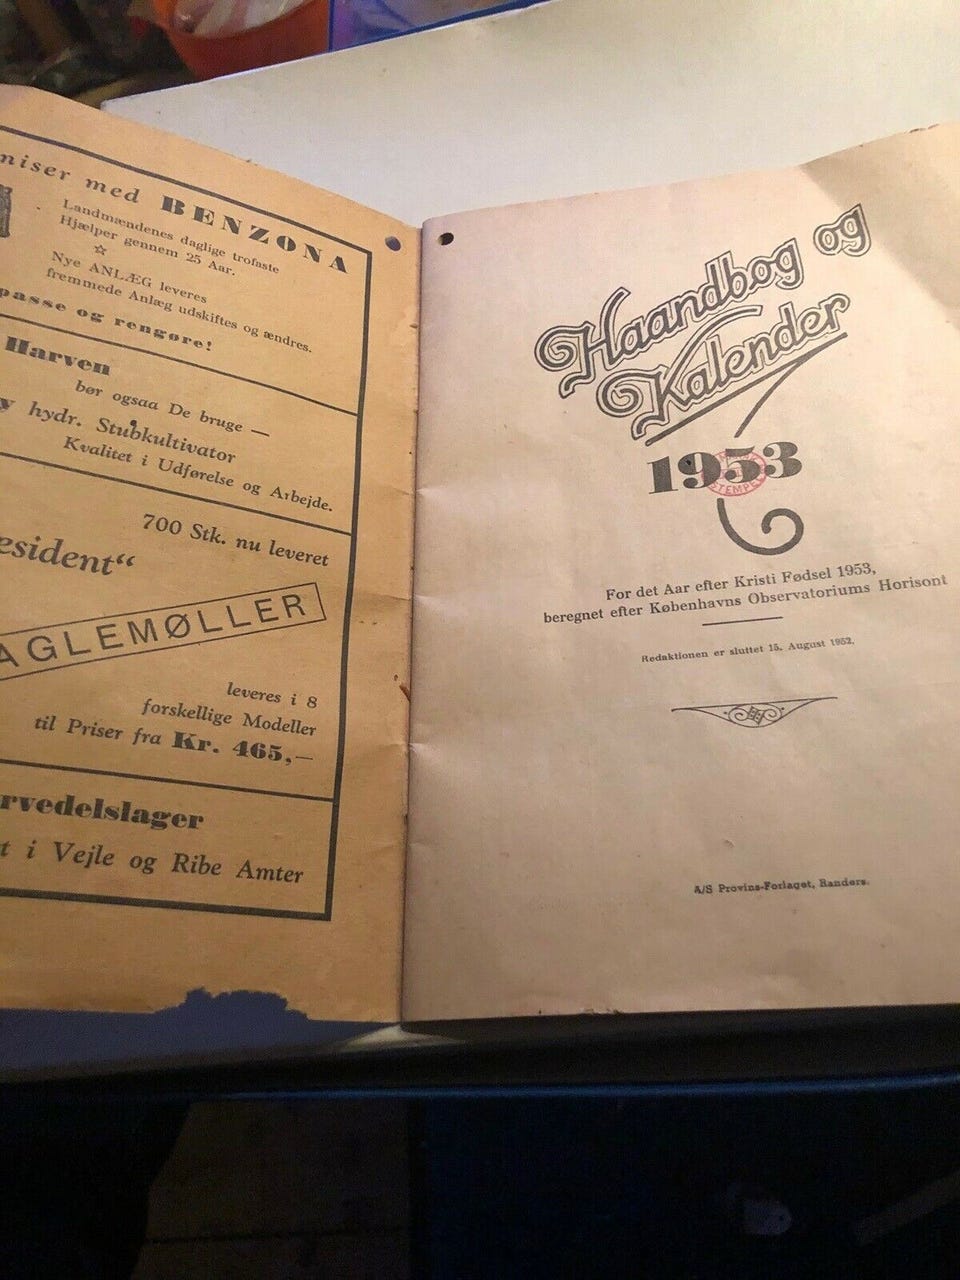 med BENZONA
Landmændenes daglige trofaste
Hjælper gennem 25 Aar.
Nye ANLÆG leveres
fremmede Anlæg udskiftes og ændres.
passe og rengøre!
Harven
bør ogsaa De bruge —
hydr. Stubkultivator
Kvalitet i Udførelse og Arbejde.
700 Stk. nu leveret
esident“
AGLEMØLLER
leveres i 8
forskellige Modeller
til Priser fra Kr. 465,—
rvedelslager
t i Vejle og Ribe Amter
Haandbog og
Kalender
1953
STEMPEL
For det Aar efter Kristi Fødsel 1953,
beregnet efter Københavns Observatoriums Horisont
Redaktionen er sluttet 15. August 1952.
A/S Provins-Forlaget, Randers.